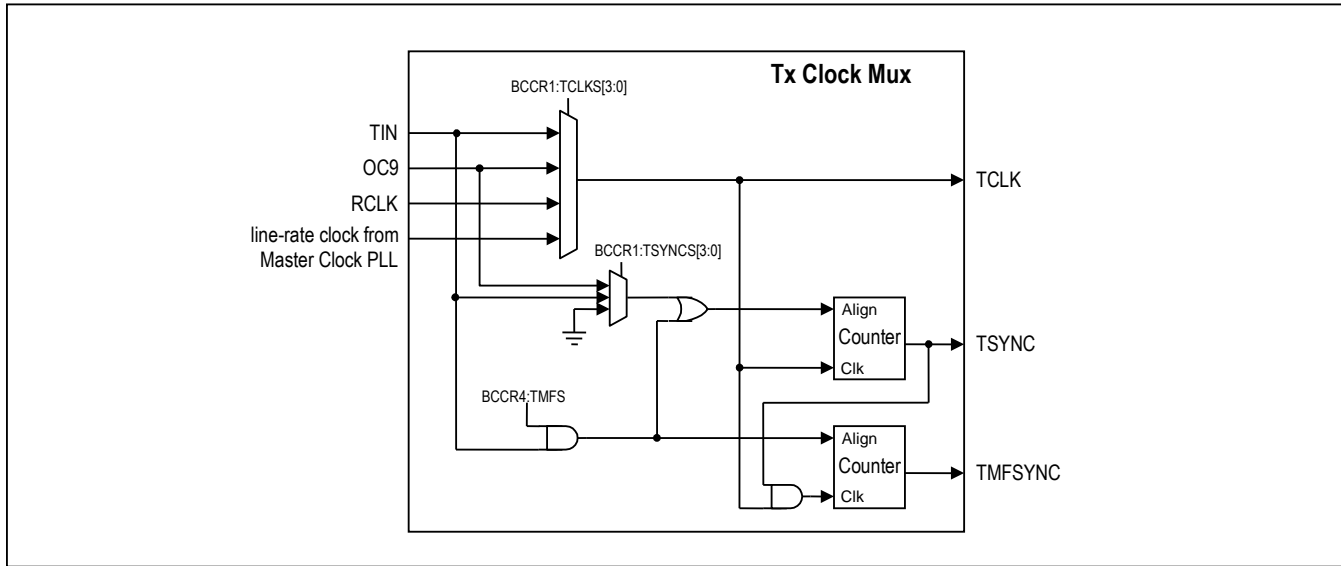 Tx Clock Mux
BCCR1:TCLKS[3:0]
TIN
OC9
RCLK
line-rate clock from
Master Clock PLL
TCLK
BCCR1:TSYNCS[3:0]
Align
Counter
Clk
TSYNC
BCCR4:TMFS
Align
Counter
Clk
TMFSYNC